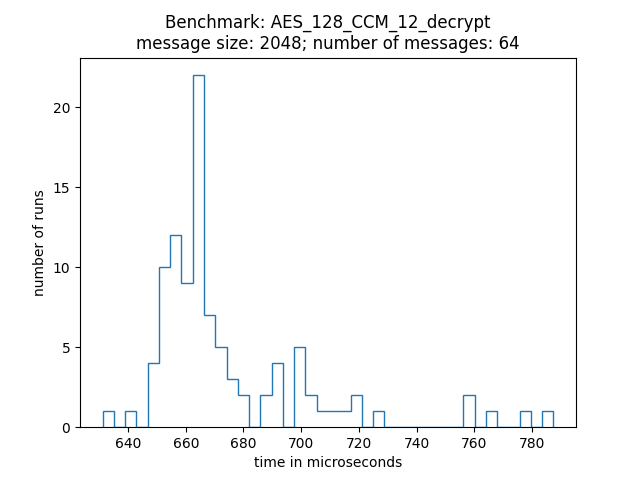 Benchmark: AES_128_CCM_12_decrypt
message size: 2048; number of messages: 64
number of runs
20
15
10
5
0
640 660 680 700 720 740 760 780
time in microseconds